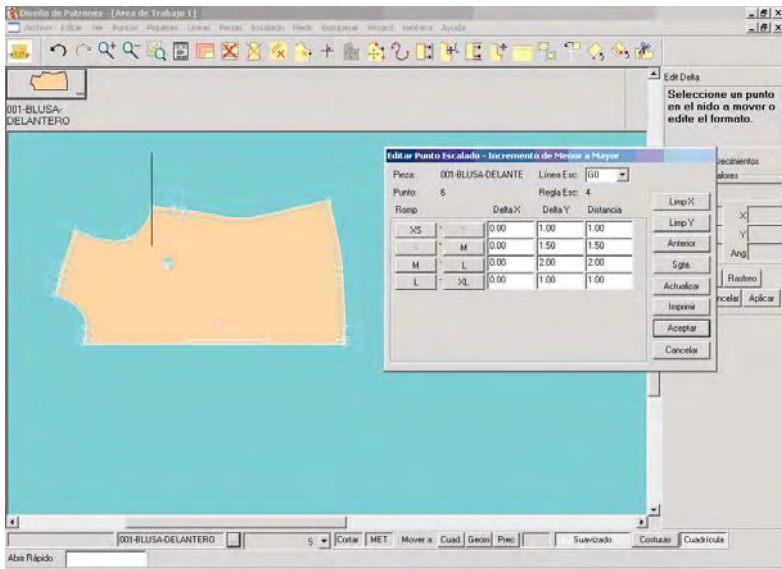 Diseño de Patrones - [Area de Trabajo 1]
Archivo Editar Ver Puntos Piquetes Líneas Piezas Escalado Medir Wizard Ventana Ayuda
001-BLUSA-
DELANTERO
Edit Delta
Seleccione un punto
en el nido a mover o
edite el formato.
Editar Punto Escalado - Incremento de Menor a Mayor
Pieza: 001-BLUSA-DELANTE Línea Esc: G0
Punto: 6 Regla Esc: 4
Romp Delta X Delta Y Distancia
XS - S 0.00 1.00 1.00
S - M 0.00 1.50 1.50
M - L 0.00 2.00 2.00
L - XL 0.00 1.00 1.00
Limp X
Limp Y
Anterior
Sgte.
Actualizar
Imprimir
Aceptar
Cancelar
X
Y
Ang
Rastreo
ncelar Aplicar
001-BLUSA-DELANTERO ... S Cortar MET Mover a: Cuad Geom Prec Suavizado Costuras Cuadrícula
Abrir Rápido